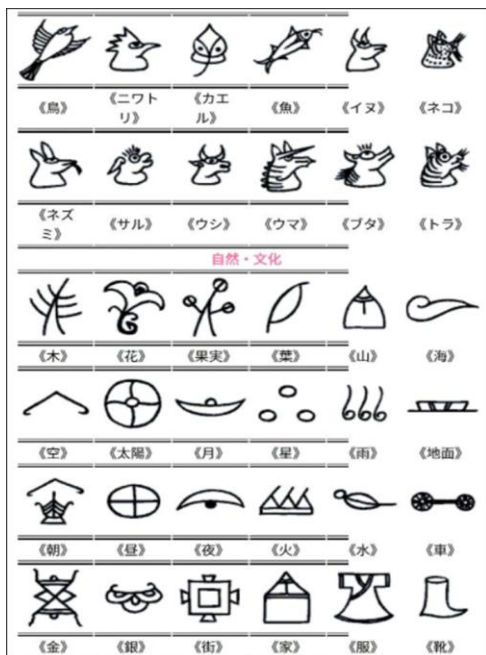 《鳥》 《ニワト
リ》 《カエ
ル》 《魚》 《イヌ》 《ネコ》
《ネズ
ミ》 《サル》 《ウシ》 《ウマ》 《ブタ》 《トラ》
自然・文化
《木》 《花》 《果実》 《葉》 《山》 《海》
《空》 《太陽》 《月》 《星》 《雨》 《地面》
《朝》 《昼》 《夜》 《火》 《水》 《車》
《金》 《銀》 《街》 《家》 《服》 《靴》